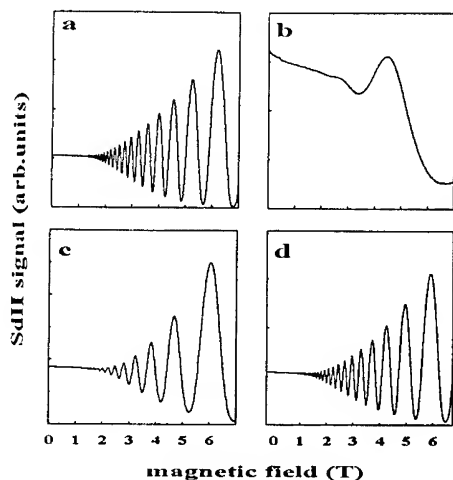 a
b
SdH signal (arb.units)
c
d
0 1 2 3 4 5 6
0 1 2 3 4 5 6
magnetic field (T)